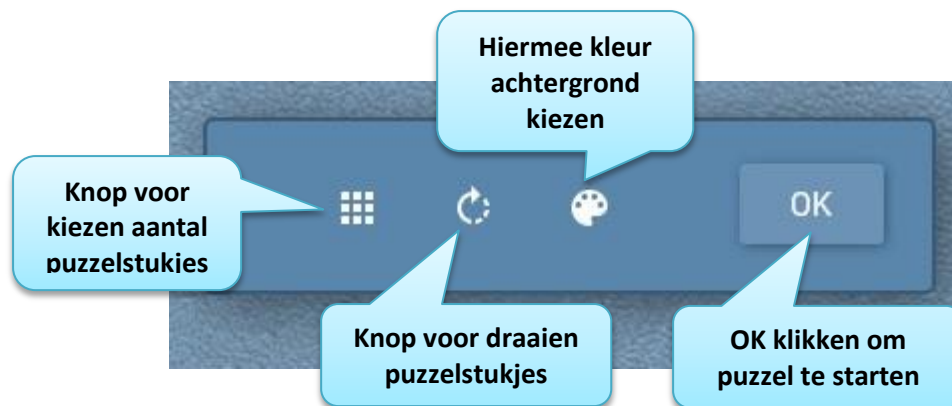 Hiermee kleur
achtergrond
kiezen
Knop voor
kiezen aantal
puzzelstukjes
OK
Knop voor draaien
puzzelstukjes
OK klikken om
puzzel te starten